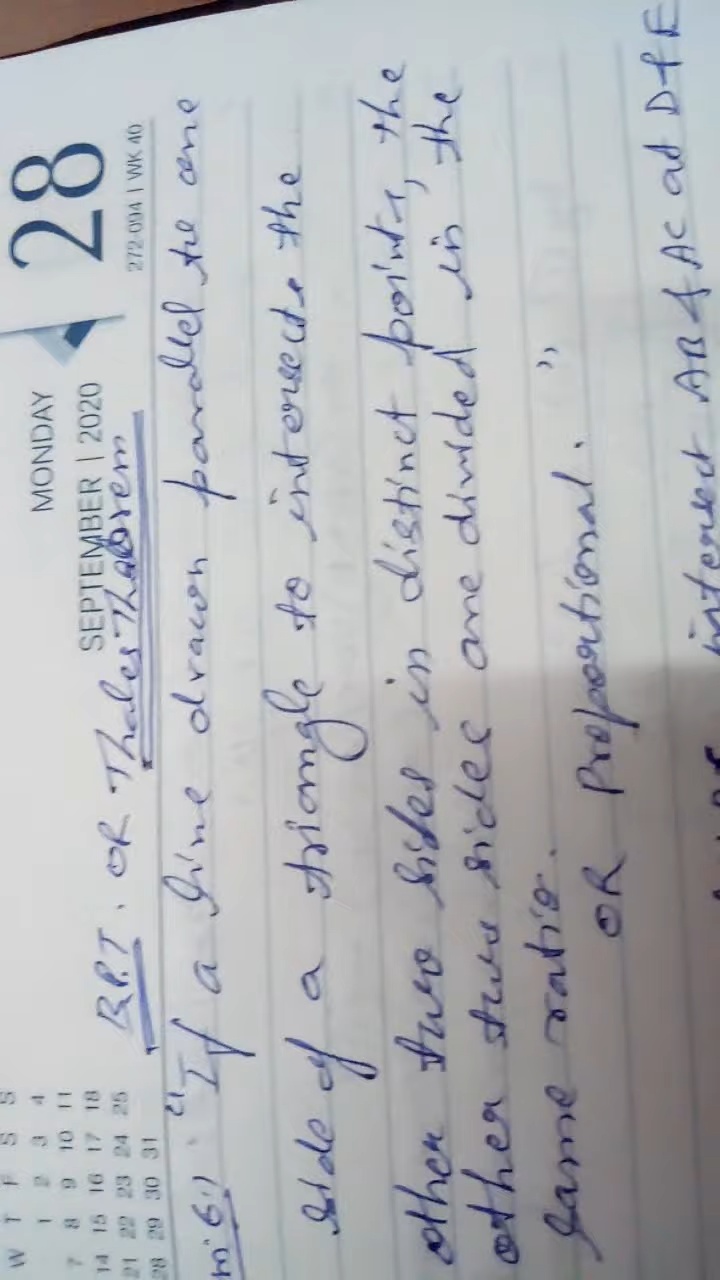 W T F S S
1 2 3 4
7 8 9 10 11
14 15 16 17 18
21 22 23 24 25
28 29 30 31
MONDAY
SEPTEMBER | 2020
28
272-094 | WK 40
B.P.T. OR Thales Theorem
m 6.1 "If a line drawn parallel to one
side of a triangle to intersects the
other two sides in distinct points, the
other two sides are divided in the
same ratio.
OR Proportional. "
intersect AB & AC at D & E